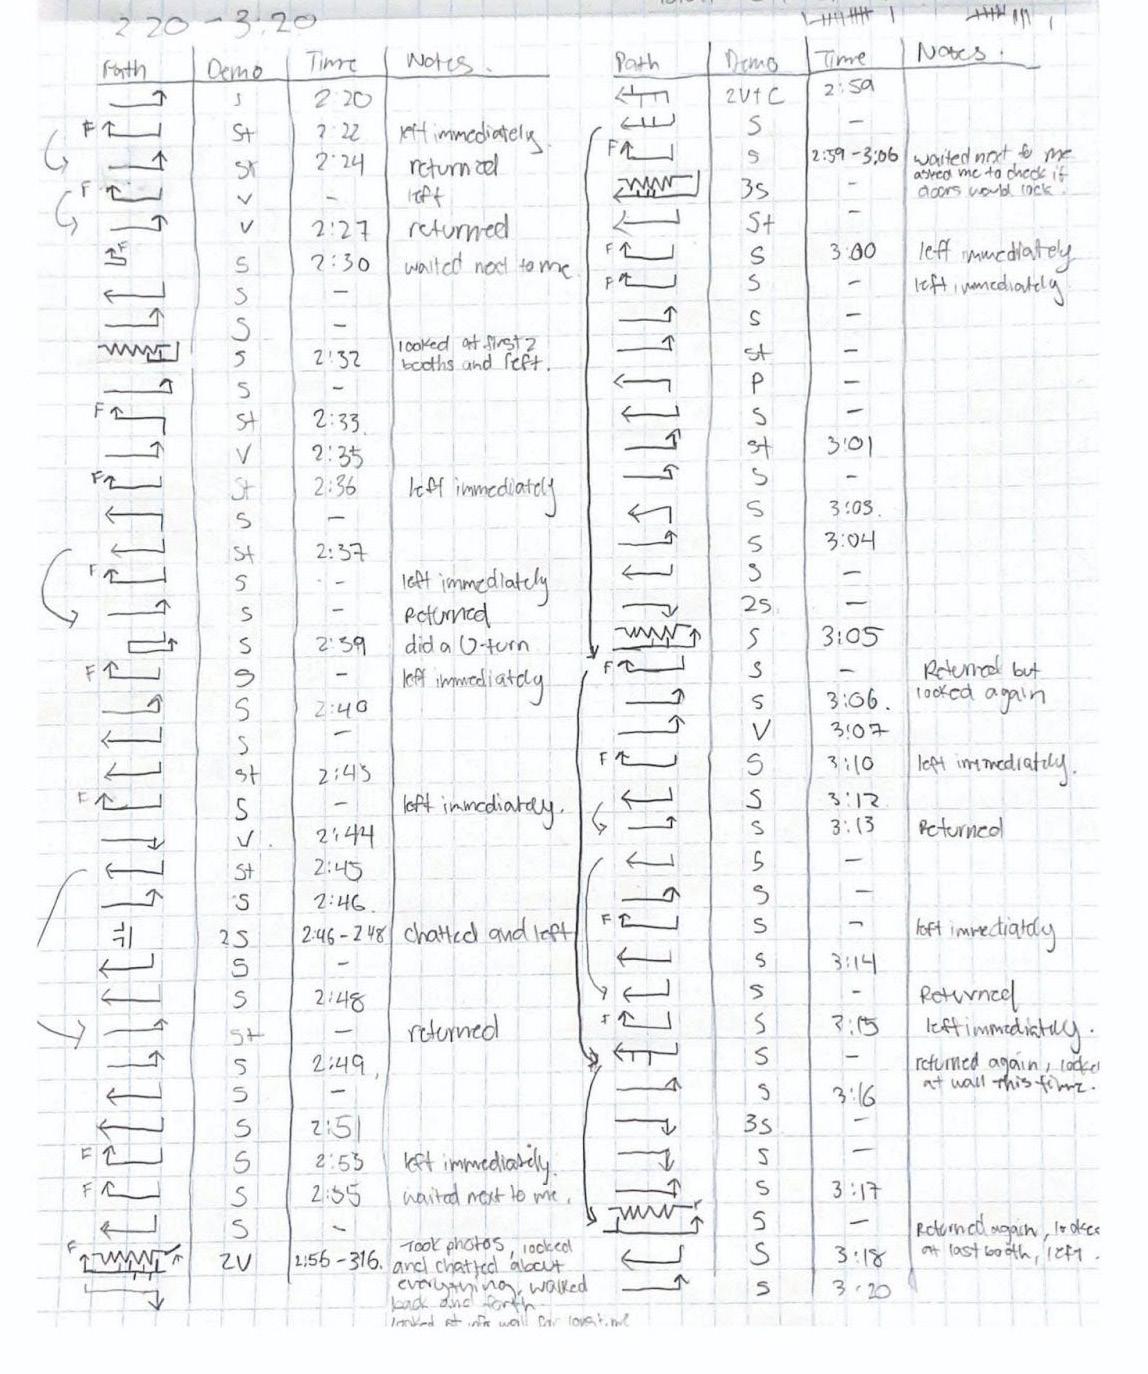 2:20 - 3:20
Path Demo Time Notes.
S 2:20
F St 2:22 left immediately.
St 2:24 returned
F V - left
V 2:27 returned
F S 2:30 waited next to me
S -
S -
S 2:32 looked at first 2
booths and left.
S -
F St 2:33.
V 2:35
F St 2:36 left immediately
S -
St 2:37
F S - left immediately
S - Returned
S 2:39 did a U-turn
F S - left immediately
S 2:40
S -
St 2:43
F S - left immediately.
V. 2:44
St 2:45
S 2:46.
2S 2:46-2:48 chatted and left
S -
S 2:48
St - returned
S 2:49,
S -
S 2:51
F S 2:53 left immediately.
F S 2:55 waited next to me.
S -
F 2V 2:56-316. Took photos, looked
and chatted about
everything, walked
back and forth
looked at info wall for
Path Demo Time Notes.
2V+C 2:59
S -
F S 2:59-3:06 waited next to me
asked me to check if
doors would lock.
3S -
St -
F S 3:00 left immediately
F S - left immediately
S -
St -
P -
S -
St 3:01
S -
S 3:03.
S 3:04
S -
2S -
S 3:05
F S - Returned but
looked again
S 3:06.
V 3:07
F S 3:10 left immediately.
S 3:12
S 3:13 Returned
S -
S -
F S - left immediately
S 3:14
S - Returned
F S 3:15 left immediately.
S - returned again, looked
at wall this time.
S 3:16
3S -
S -
S 3:17
F S - Returned again, looked
at last booth, left.
S 3:18
S 3:20